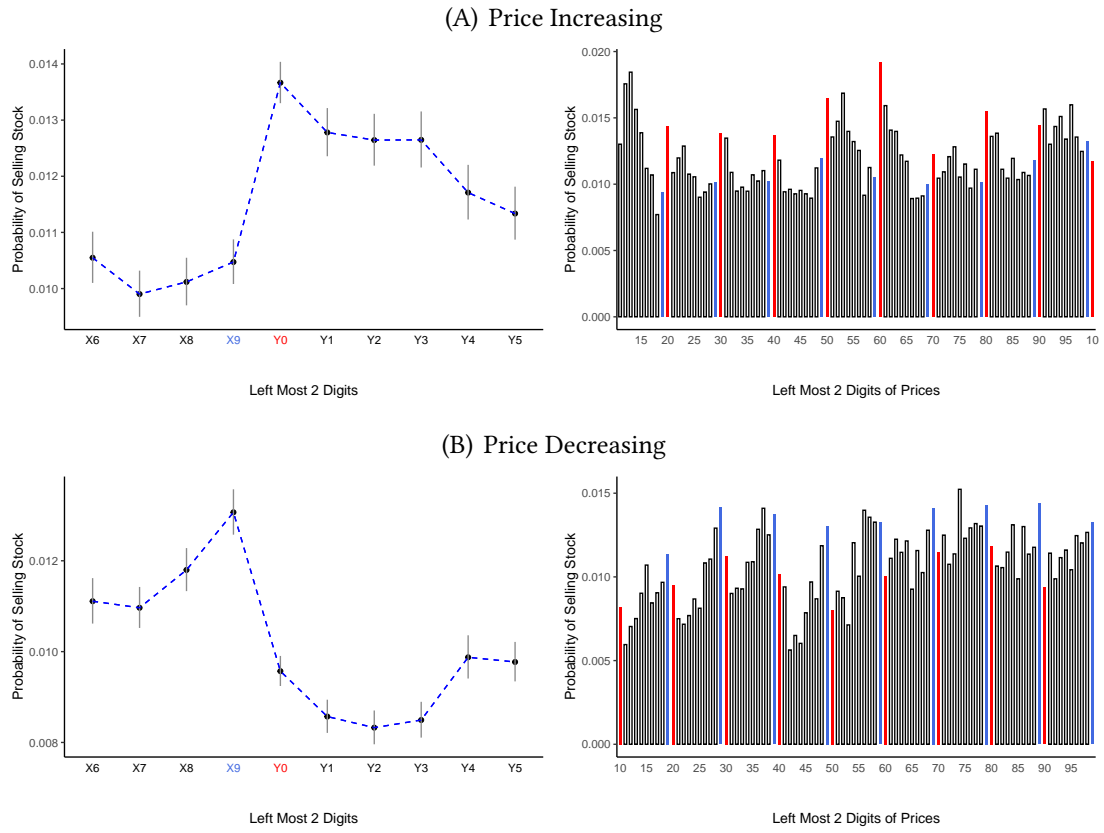 (A) Price Increasing
Probability of Selling Stock
0.014
0.013
0.012
0.011
0.010
X6 X7 X8 X9 Y0 Y1 Y2 Y3 Y4 Y5
Left Most 2 Digits
Probability of Selling Stock
0.020
0.015
0.010
0.005
0.000
15 20 25 30 35 40 45 50 55 60 65 70 75 80 85 90 95 10
Left Most 2 Digits of Prices
(B) Price Decreasing
Probability of Selling Stock
0.012
0.010
0.008
X6 X7 X8 X9 Y0 Y1 Y2 Y3 Y4 Y5
Left Most 2 Digits
Probability of Selling Stock
0.015
0.010
0.005
0.000
10 15 20 25 30 35 40 45 50 55 60 65 70 75 80 85 90 95
Left Most 2 Digits of Prices